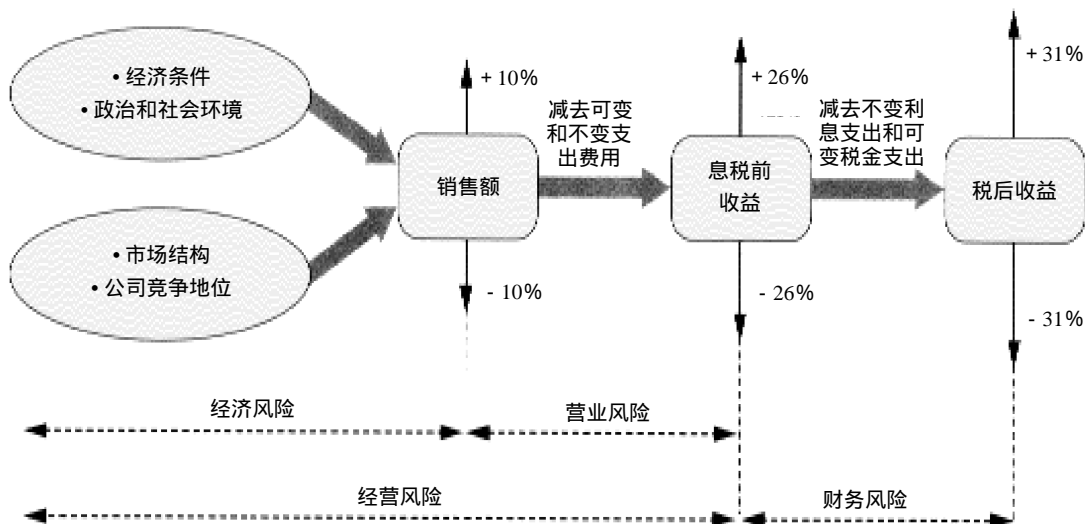 • 经济条件
• 政治和社会环境
• 市场结构
• 公司竞争地位
+ 10%
销售额
- 10%
减去可变
和不变支
出费用
+ 26%
息税前
收益
- 26%
减去不变利
息支出和可
变税金支出
+ 31%
税后收益
- 31%
经济风险
营业风险
经营风险
财务风险